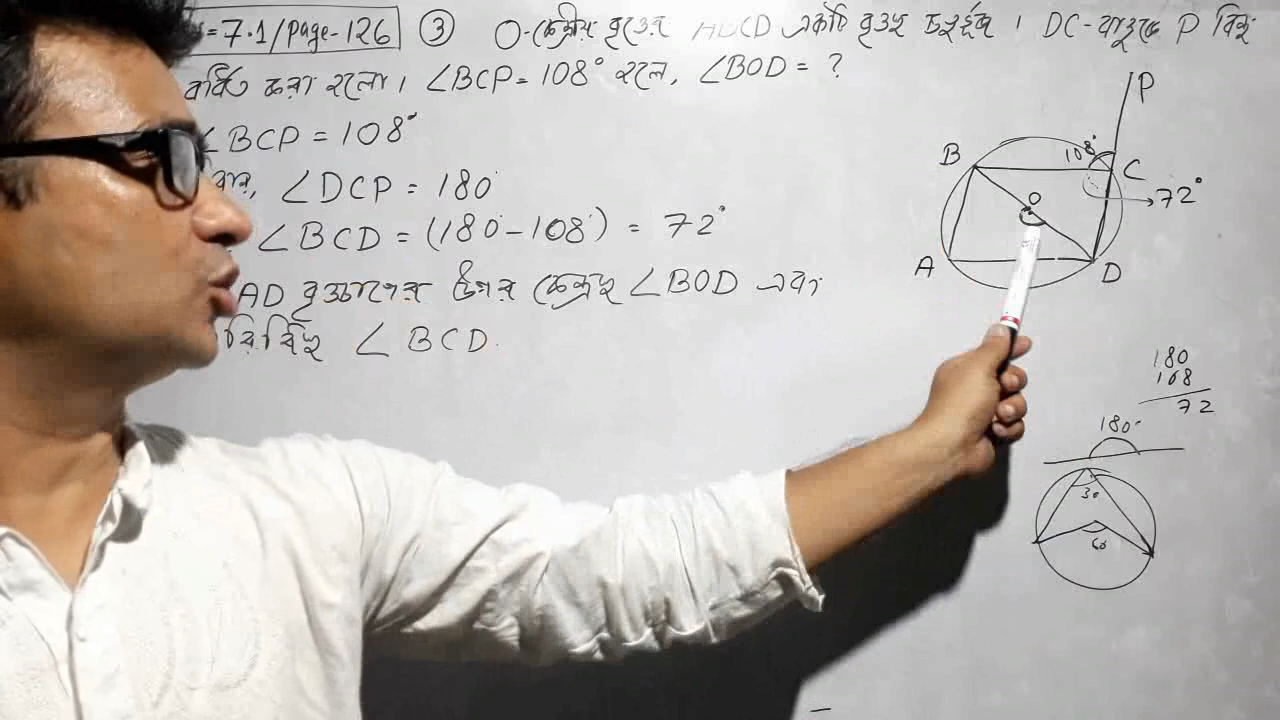 = 7.1/Page-126 ③ O-কেন্দ্রীয় বৃত্তের ABCD একটি বৃত্তস্থ চতুর্ভুজ। DC-বাহুকে P বিন্দু
বর্ধিত করা হলো। ∠BCP = 108° হলে, ∠BOD = ?
∠BCP = 108°
∠DCP = 180°
∠BCD = (180° - 108°) = 72°
AD বৃত্তচাপের উপর কেন্দ্রস্থ ∠BOD এবং
∠BCD.
P
B
108°
C
72°
O
A
D
180
108
72
180°
30
60